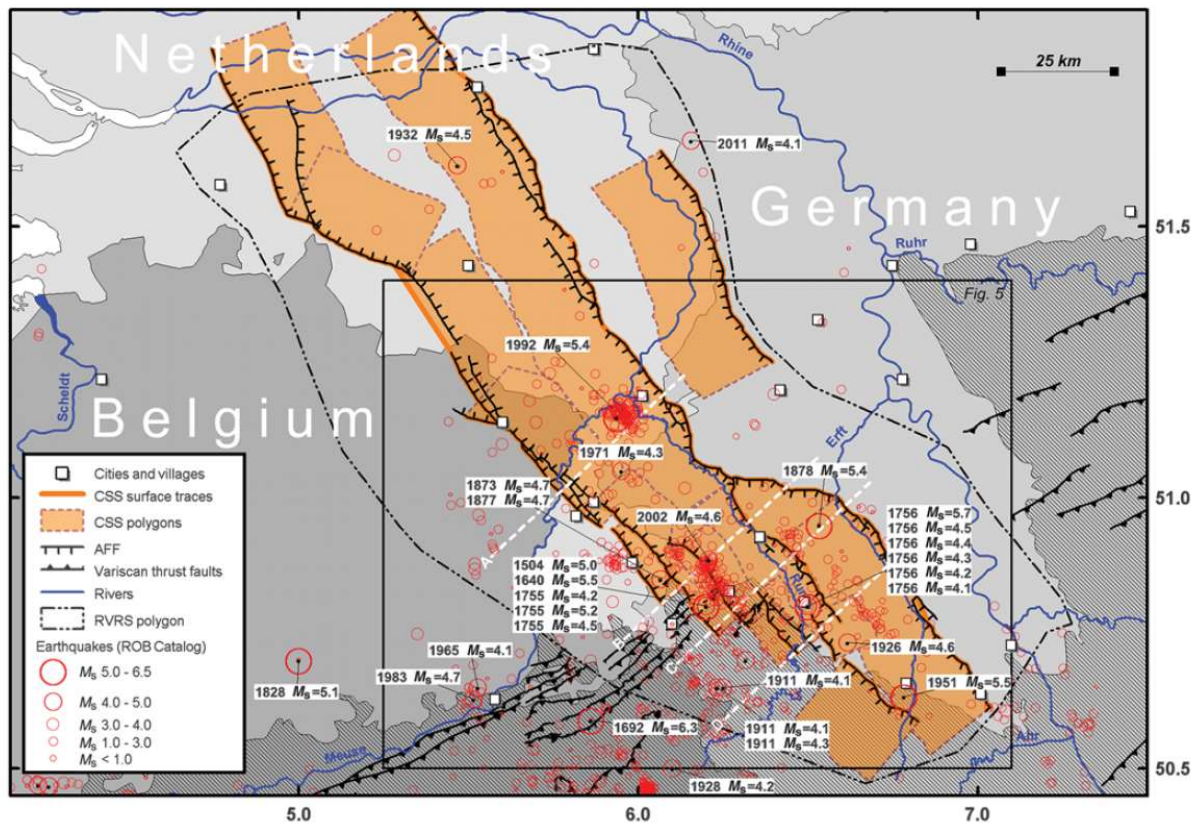 Netherlands
Rhine
25 km
1932 Ms=4.5
2011 Ms=4.1
Germany
51.5
Ruhr
Fig. 5
1992 Ms=5.4
Scheldt
Belgium
Erft
1971 Ms=4.3
1878 Ms=5.4
1873 Ms=4.7
1877 Ms=4.7
51.0
2002 Ms=4.6
1756 Ms=5.7
1756 Ms=4.5
1756 Ms=4.4
1756 Ms=4.3
1756 Ms=4.2
1756 Ms=4.1
A
1504 Ms=5.0
1640 Ms=5.5
1755 Ms=4.2
1755 Ms=5.2
1755 Ms=4.5
B
C
D
1965 Ms=4.1
1983 Ms=4.7
1926 Ms=4.6
1911 Ms=4.1
1951 Ms=5.5
1828 Ms=5.1
1692 Ms=6.3
1911 Ms=4.1
1911 Ms=4.3
Meuse
Ahr
1928 Ms=4.2
50.5
Cities and villages
CSS surface traces
CSS polygons
AFF
Variscan thrust faults
Rivers
RVRS polygon
Earthquakes (ROB Catalog)
Ms 5.0 - 6.5
Ms 4.0 - 5.0
Ms 3.0 - 4.0
Ms 1.0 - 3.0
Ms < 1.0
5.0
6.0
7.0